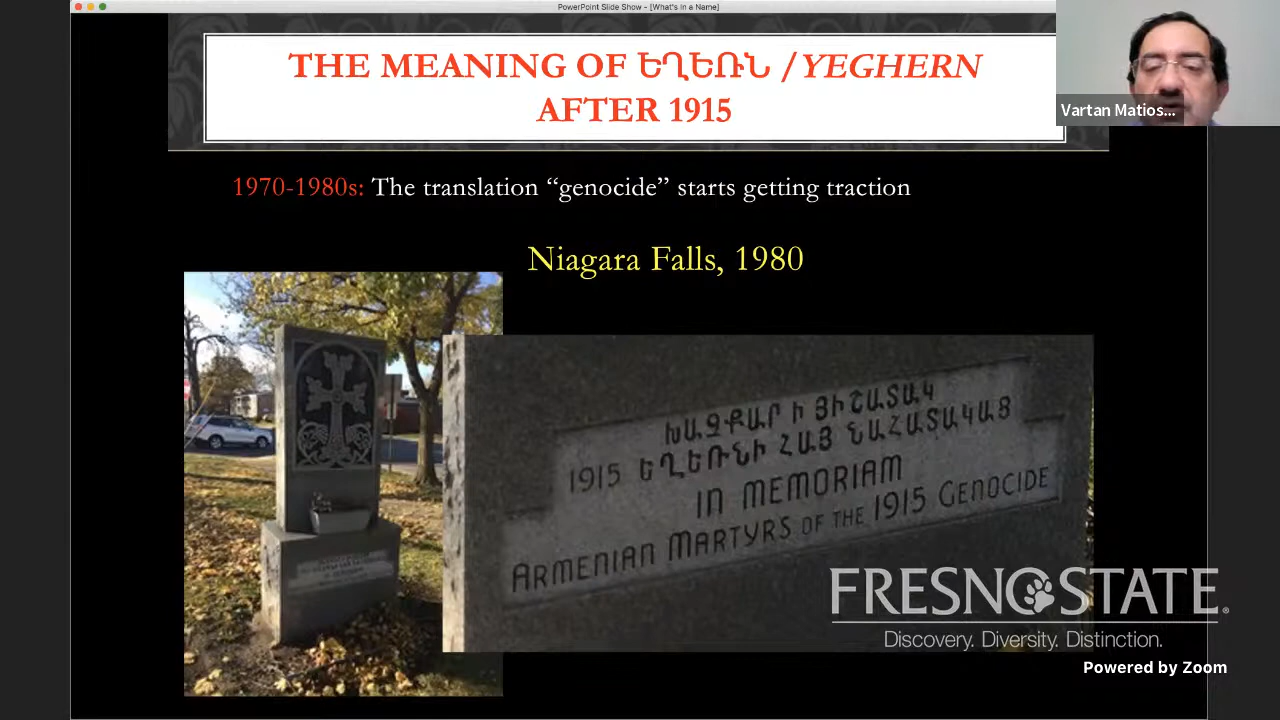 PowerPoint Slide Show - [What's in a Name]
THE MEANING OF ԵՂԵՌՆ / YEGHERN
AFTER 1915
Vartan Matios...
1970-1980s: The translation “genocide” starts getting traction
Niagara Falls, 1980
ԽԱՉՔԱՐ Ի ՅԻՇԱՏԱԿ
1915 ԵՂԵՌՆԻ ՀԱՅ ՆԱՀԱՏԱԿԱՑ
IN MEMORIAM
ARMENIAN MARTYRS OF THE 1915 GENOCIDE
FRESNO STATE®
Discovery. Diversity. Distinction.
Powered by Zoom